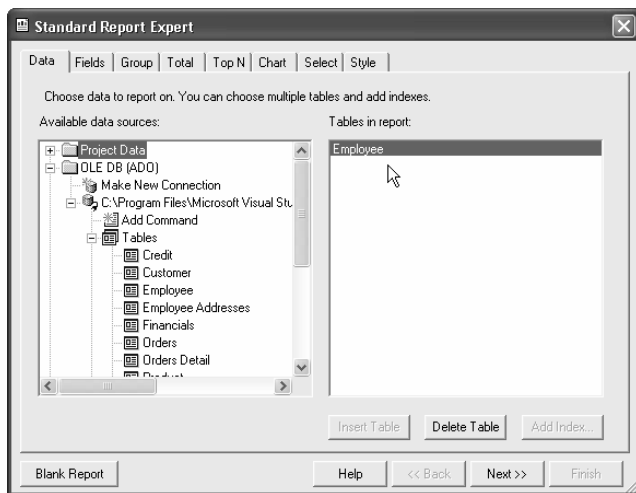 Standard Report Expert
Data Fields Group Total Top N Chart Select Style
Choose data to report on. You can choose multiple tables and add indexes.
Available data sources:
Project Data
OLE DB (ADO)
Make New Connection
C:\Program Files\Microsoft Visual Stu
Add Command
Tables
Credit
Customer
Employee
Employee Addresses
Financials
Orders
Orders Detail
Product
Tables in report:
Employee
Insert Table Delete Table Add Index...
Blank Report Help << Back Next >> Finish